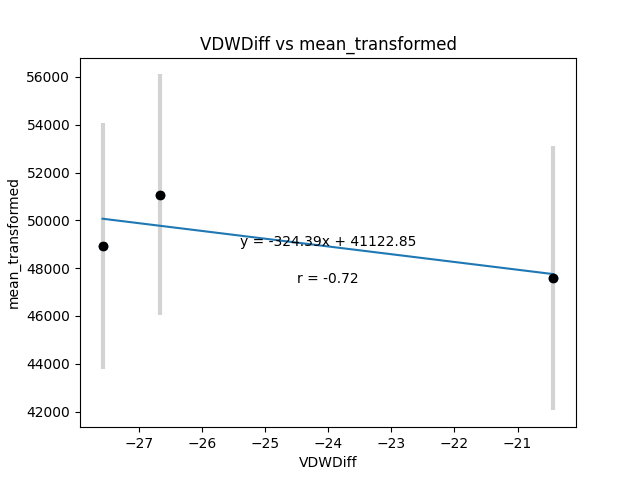 VDWDiff vs mean_transformed
56000
54000
52000
50000
48000
46000
44000
42000
mean_transformed
y = -324.39x + 41122.85
r = -0.72
−27 −26 −25 −24 −23 −22 −21
VDWDiff